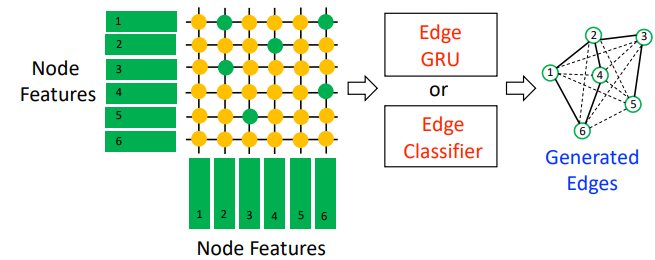 Node
Features
1
2
3
4
5
6
1 2 3 4 5 6
Node Features
Edge
GRU
or
Edge
Classifier
2
3
1
4
5
6
Generated
Edges